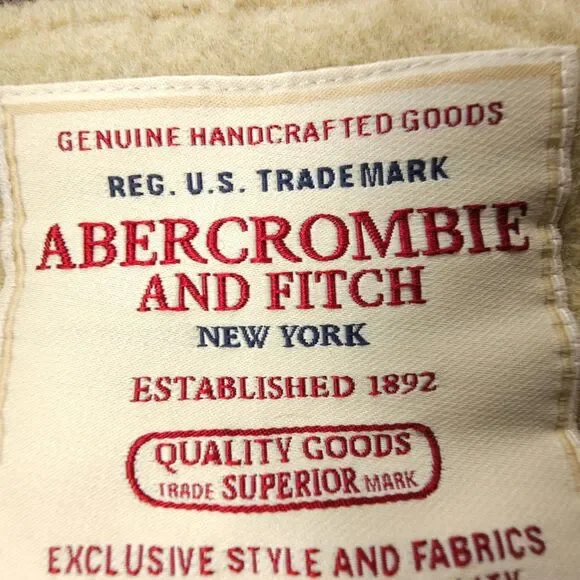 GENUINE HANDCRAFTED GOODS
REG. U.S. TRADEMARK
ABERCROMBIE
AND FITCH
NEW YORK
ESTABLISHED 1892
QUALITY GOODS
TRADE SUPERIOR MARK
EXCLUSIVE STYLE AND FABRICS